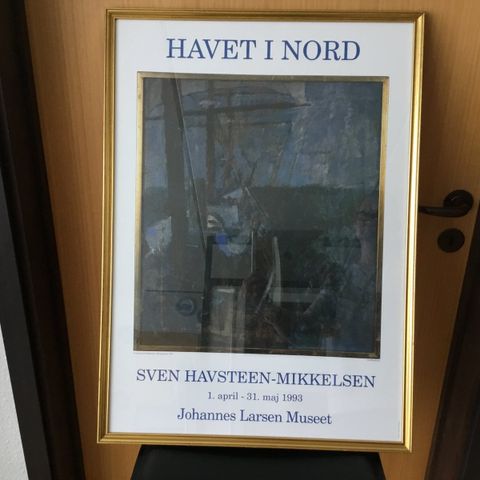 HAVET I NORD
SVEN HAVSTEEN-MIKKELSEN
1. april - 31. maj 1993
Johannes Larsen Museet